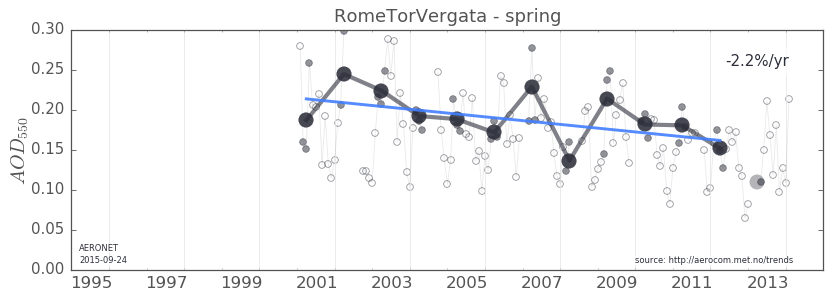 RomeTorVergata - spring
0.30
0.25
0.20
0.15
0.10
0.05
0.00
AOD550
-2.2%/yr
AERONET
2015-09-24
source: http://aerocom.met.no/trends
1995 1997 1999 2001 2003 2005 2007 2009 2011 2013